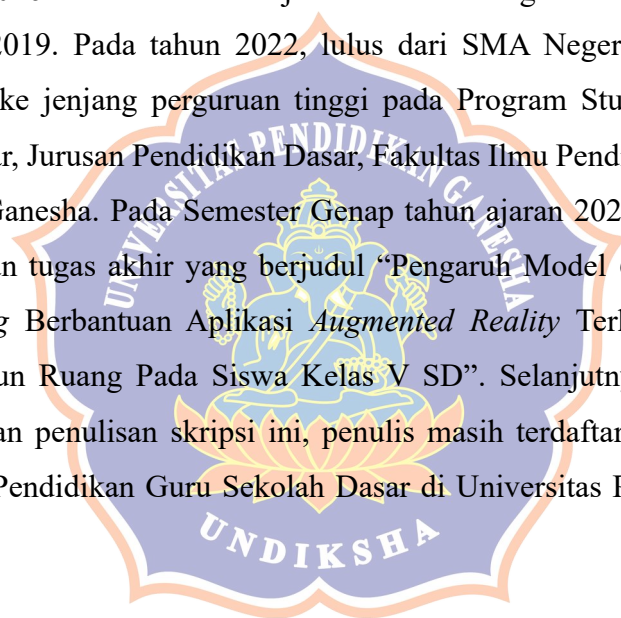 2019. Pada tahun 2022, lulus dari SMA Neger
ke jenjang perguruan tinggi pada Program Stu
r, Jurusan Pendidikan Dasar, Fakultas Ilmu Pend
Ganesha. Pada Semester Genap tahun ajaran 202
n tugas akhir yang berjudul “Pengaruh Model
g Berbantuan Aplikasi Augmented Reality Terl
un Ruang Pada Siswa Kelas V SD”. Selanjutny
an penulisan skripsi ini, penulis masih terdaftar
Pendidikan Guru Sekolah Dasar di Universitas P
UNIVERSITAS PENDIDIKAN GANESHA
UNDIKSHA